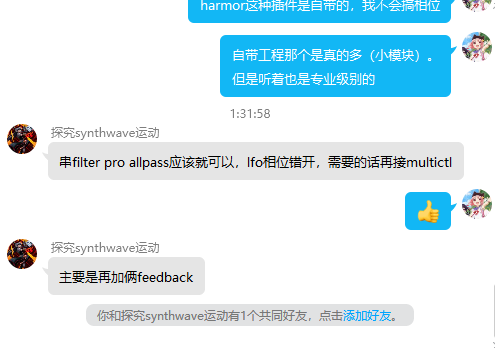 harmor这种插件是自带的，我不会搞相位
自带工程那个是真的多（小模块）。
但是听着也是专业级别的
1:31:58
探究synthwave运动
串filter pro allpass应该就可以，lfo相位错开，需要的话再接multictl
探究synthwave运动
主要是再加俩feedback
你和探究synthwave运动有1个共同好友，点击添加好友。